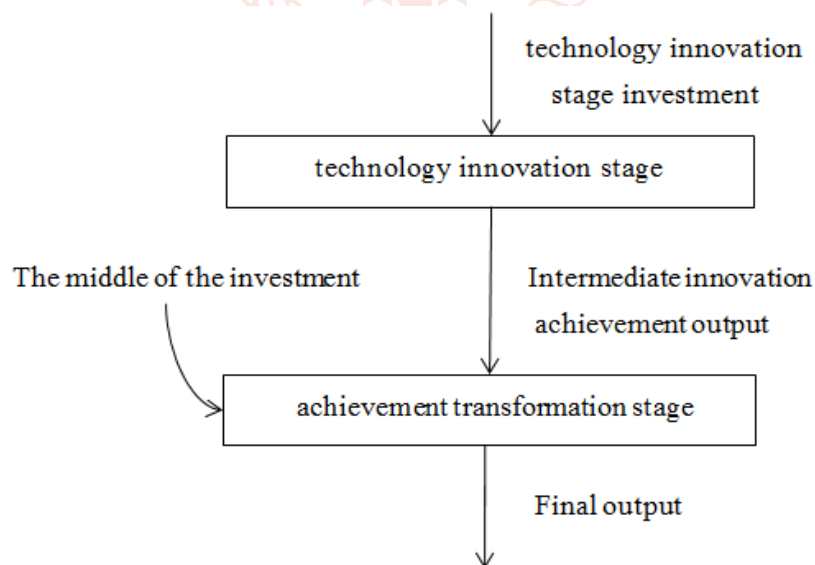 technology innovation
stage investment
technology innovation stage
The middle of the investment
Intermediate innovation
achievement output
achievement transformation stage
Final output